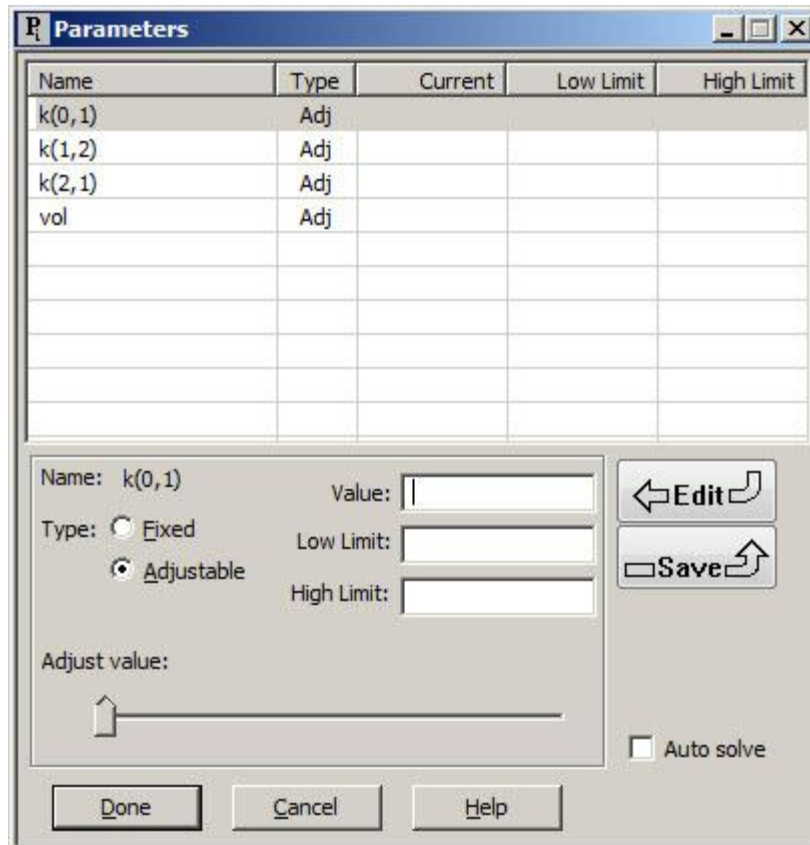 Parameters
Name Type Current Low Limit High Limit
k(0,1) Adj
k(1,2) Adj
k(2,1) Adj
vol Adj
Name: k(0,1)
Value:
Edit
Type: Fixed
Low Limit:
Adjustable
Save
High Limit:
Adjust value:
Auto solve
Done Cancel Help